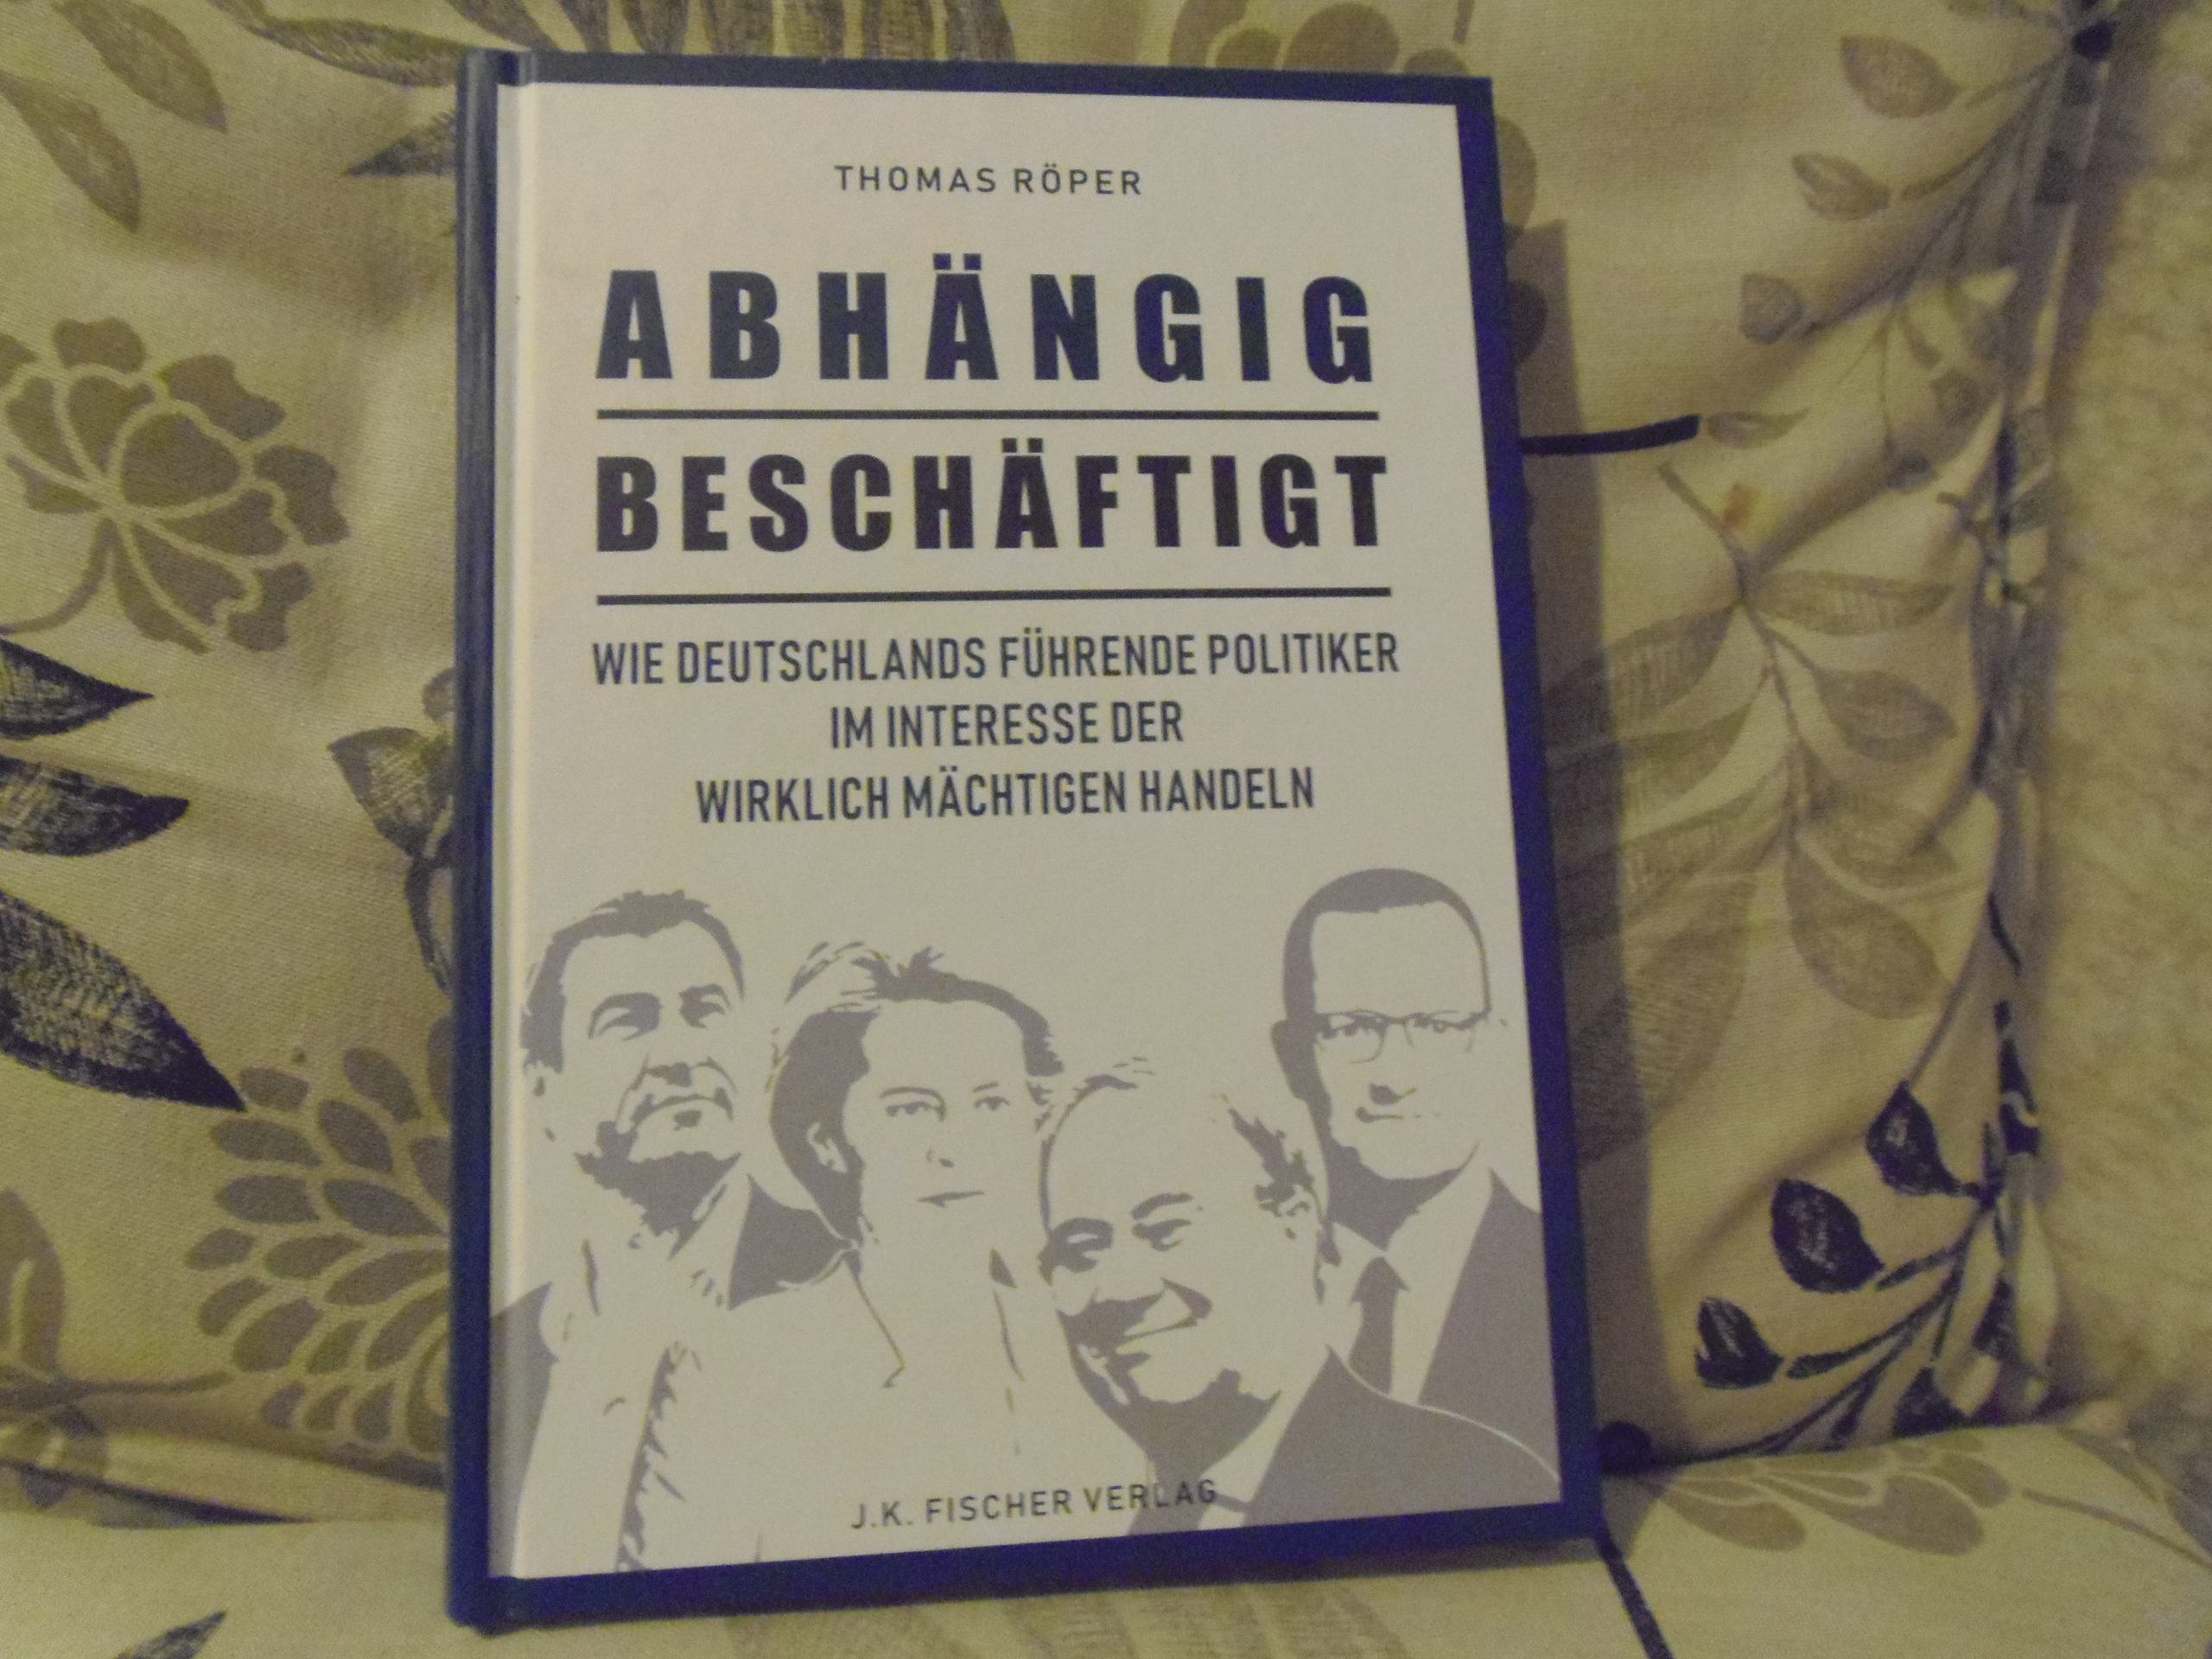 THOMAS RÖPER
ABHÄNGIG
BESCHÄFTIGT
WIE DEUTSCHLANDS FÜHRENDE POLITIKER
IM INTERESSE DER
WIRKLICH MÄCHTIGEN HANDELN
J.K. FISCHER VERLAG